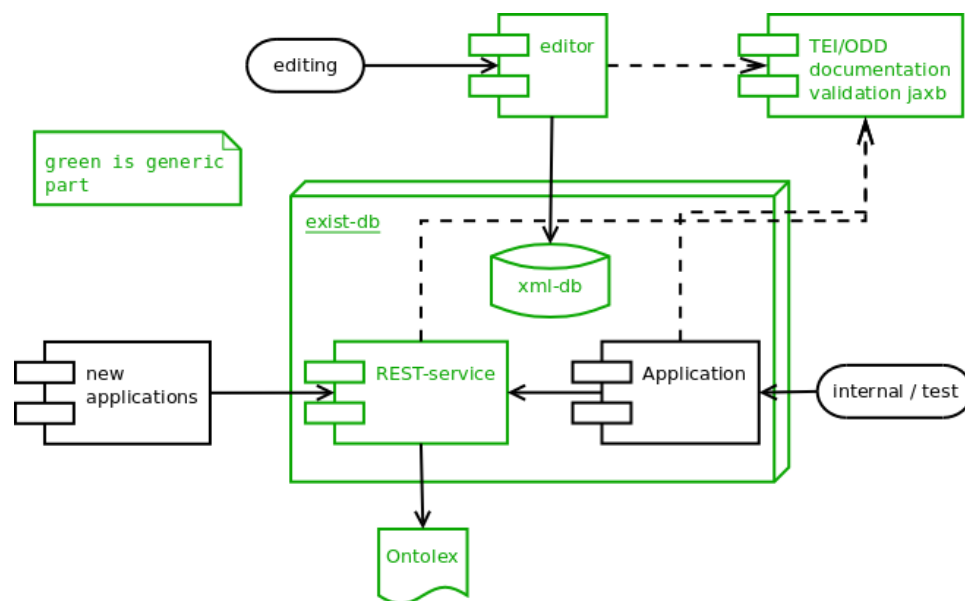 editing
editor
TEI/ODD
documentation
validation jaxb
green is generic
part
exist-db
xml-db
new
applications
REST-service
Application
internal / test
Ontolex